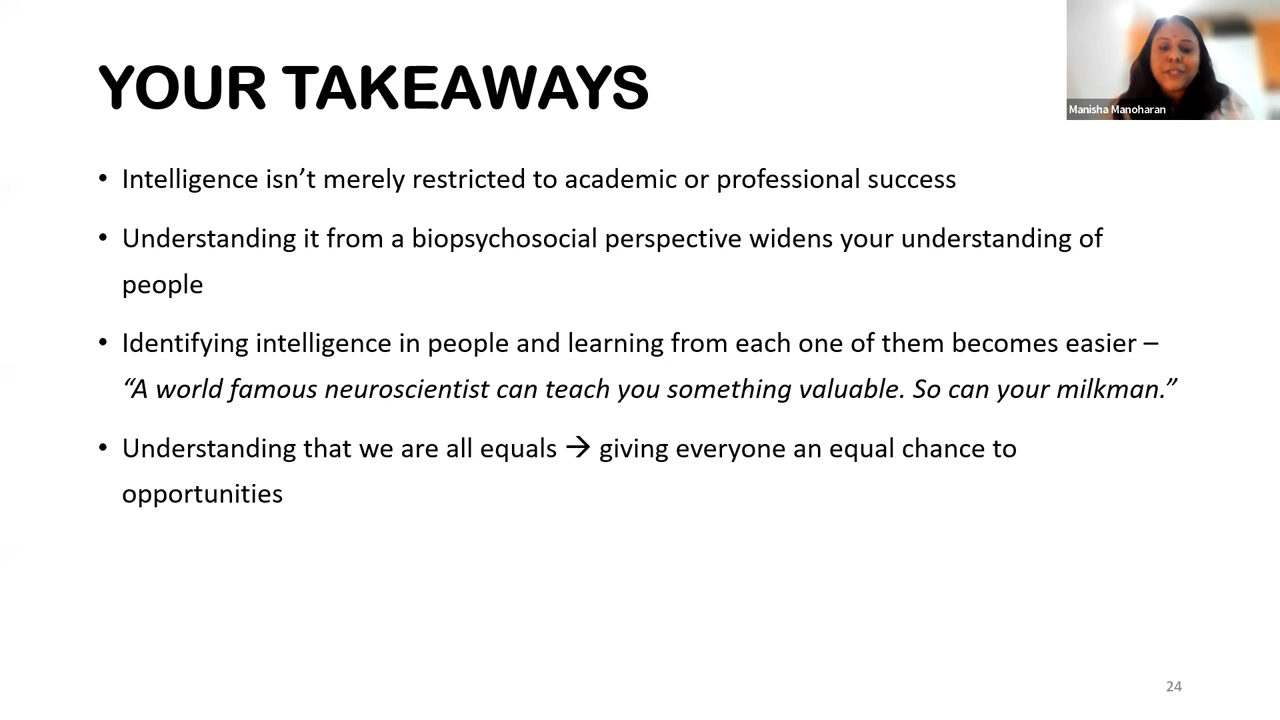 YOUR TAKEAWAYS
Manisha Manoharan
• Intelligence isn’t merely restricted to academic or professional success
• Understanding it from a biopsychosocial perspective widens your understanding of
people
• Identifying intelligence in people and learning from each one of them becomes easier –
“A world famous neuroscientist can teach you something valuable. So can your milkman.”
• Understanding that we are all equals → giving everyone an equal chance to
opportunities
24